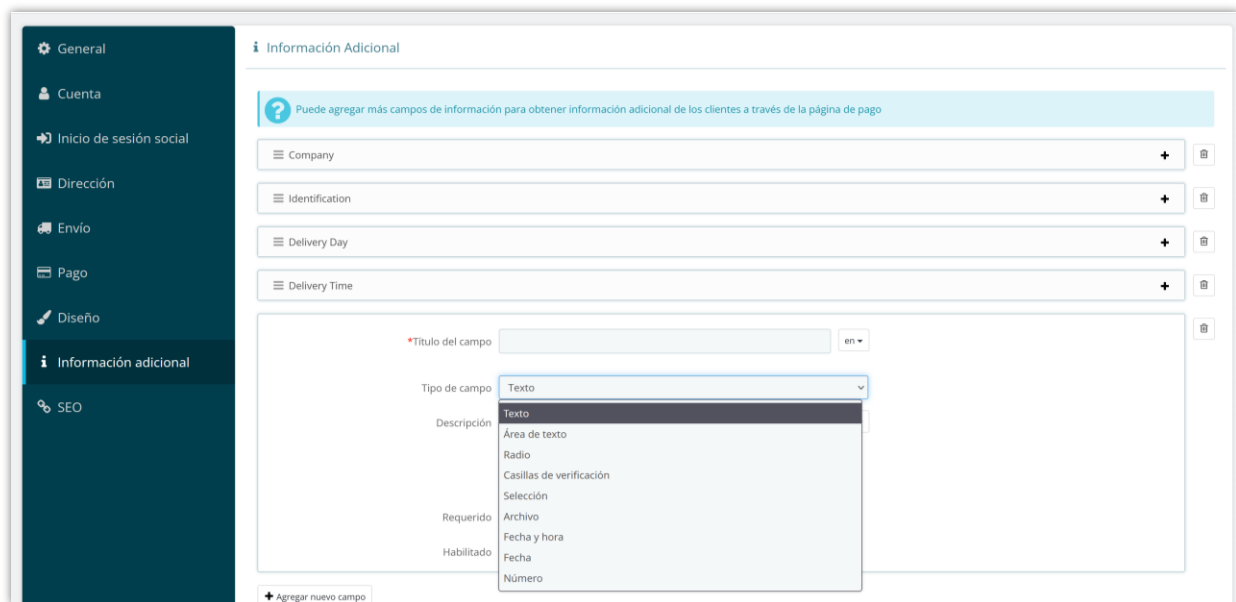 General
Cuenta
Inicio de sesión social
Dirección
Envío
Pago
Diseño
Información adicional
SEO
Información Adicional
Puede agregar más campos de información para obtener información adicional de los clientes a través de la página de pago
Company
Identification
Delivery Day
Delivery Time
*Título del campo
en
Tipo de campo
Texto
Descripción
Texto
Área de texto
Radio
Casillas de verificación
Selección
Archivo
Fecha y hora
Fecha
Número
Requerido
Habilitado
Agregar nuevo campo